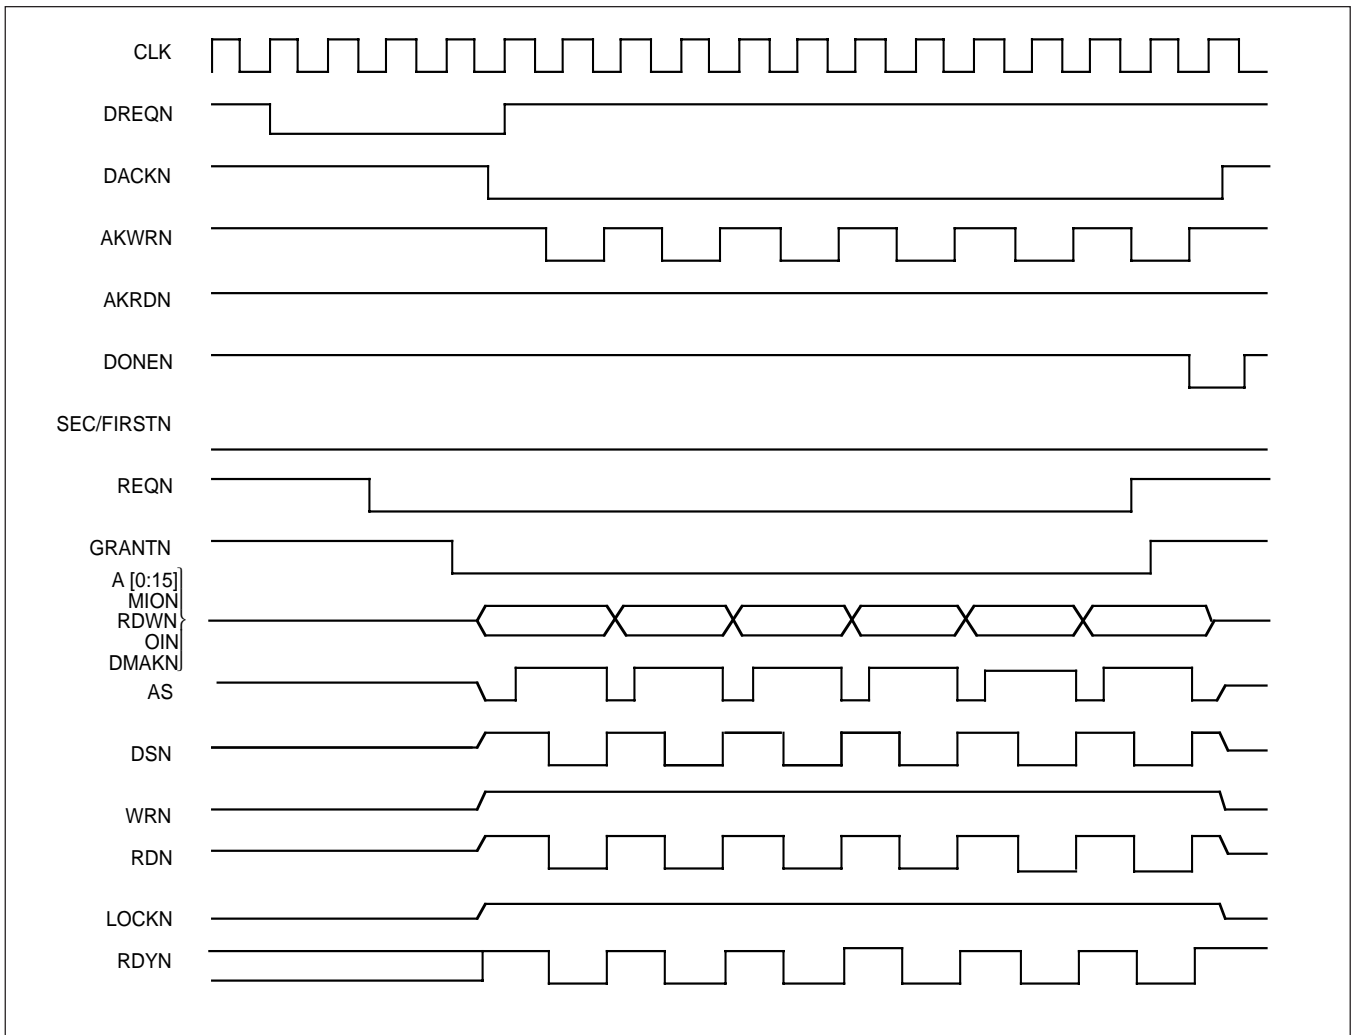 CLK
DREQN
DACKN
AKWRN
AKRDN
DONEN
SEC/FIRSTN
REQN
GRANTN
A [0:15]
MION
RDWN
OIN
DMAKN
AS
DSN
WRN
RDN
LOCKN
RDYN